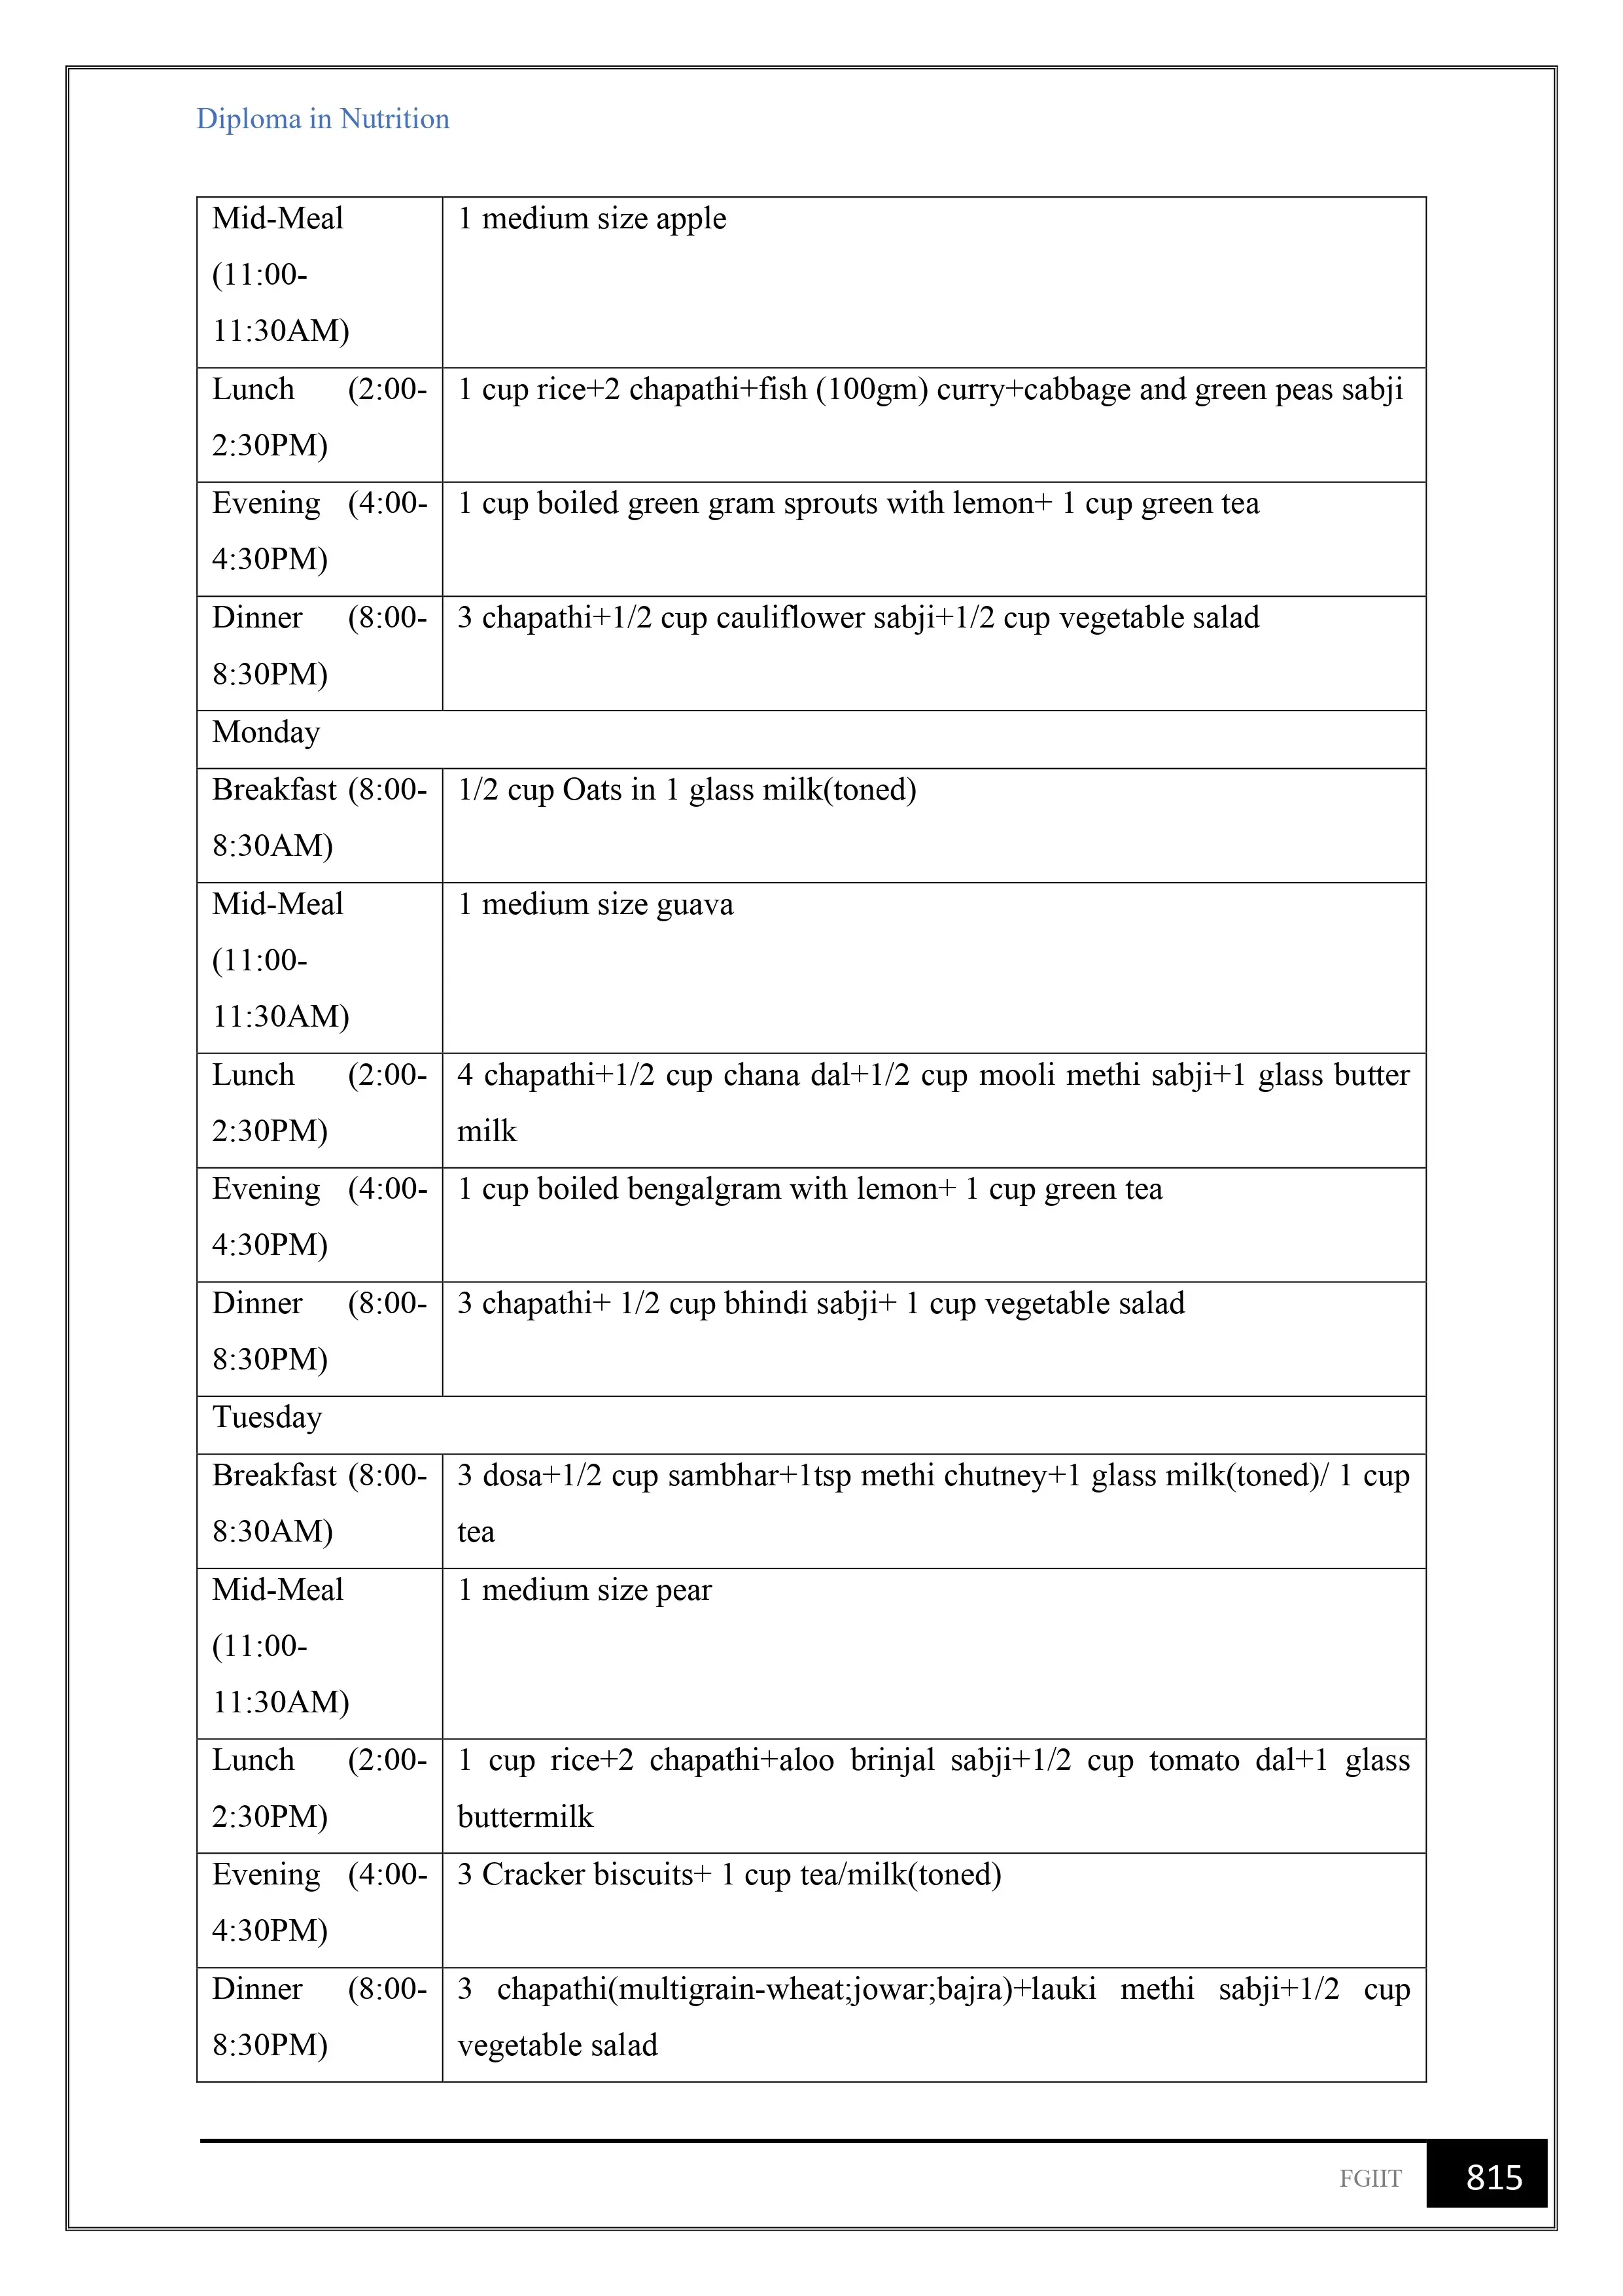 Diploma in Nutrition
Mid-Meal
(11:00-
11:30AM)
1 medium size apple
Lunch (2:00-
2:30PM)
1 cup rice+2 chapathi+fish (100gm) curry+cabbage and green peas sabji
Evening (4:00-
4:30PM)
1 cup boiled green gram sprouts with lemon+ 1 cup green tea
Dinner (8:00-
8:30PM)
3 chapathi+1/2 cup cauliflower sabji+1/2 cup vegetable salad
Monday
Breakfast (8:00-
8:30AM)
1/2 cup Oats in 1 glass milk(toned)
Mid-Meal
(11:00-
11:30AM)
1 medium size guava
Lunch (2:00-
2:30PM)
4 chapathi+1/2 cup chana dal+1/2 cup mooli methi sabji+1 glass butter
milk
Evening (4:00-
4:30PM)
1 cup boiled bengalgram with lemon+ 1 cup green tea
Dinner (8:00-
8:30PM)
3 chapathi+ 1/2 cup bhindi sabji+ 1 cup vegetable salad
Tuesday
Breakfast (8:00-
8:30AM)
3 dosa+1/2 cup sambhar+1tsp methi chutney+1 glass milk(toned)/ 1 cup
tea
Mid-Meal
(11:00-
11:30AM)
1 medium size pear
Lunch (2:00-
2:30PM)
1 cup rice+2 chapathi+aloo brinjal sabji+1/2 cup tomato dal+1 glass
buttermilk
Evening (4:00-
4:30PM)
3 Cracker biscuits+ 1 cup tea/milk(toned)
Dinner (8:00-
8:30PM)
3 chapathi(multigrain-wheat;jowar;bajra)+lauki methi sabji+1/2 cup
vegetable salad
FGIIT 815